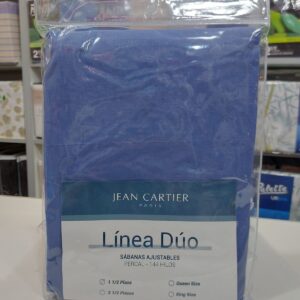 JEAN CARTIER
PARIS
Línea Dúo
SÁBANAS AJUSTABLES
PERCAL - 144 HILOS
1 1/2 Plaza
Queen Size
2 1/2 Plazas
King Size
Palette